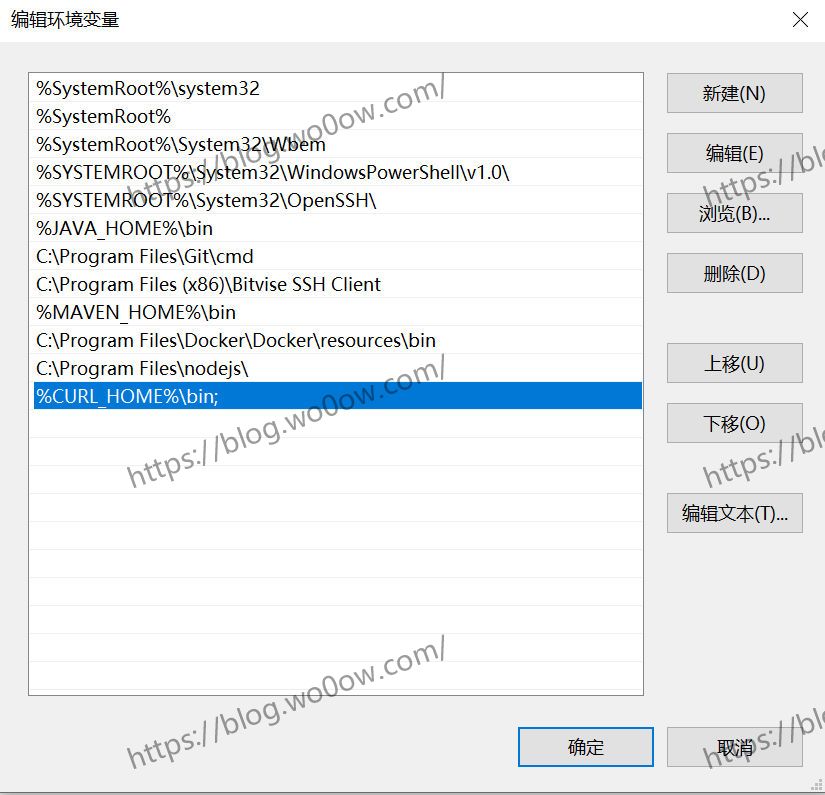 编辑环境变量
%SystemRoot%\system32
%SystemRoot%
%SystemRoot%\System32\Wbem
%SYSTEMROOT%\System32\WindowsPowerShell\v1.0\
%SYSTEMROOT%\System32\OpenSSH\
%JAVA_HOME%\bin
C:\Program Files\Git\cmd
C:\Program Files (x86)\Bitvise SSH Client
%MAVEN_HOME%\bin
C:\Program Files\Docker\Docker\resources\bin
C:\Program Files\nodejs\
%CURL_HOME%\bin;
新建(N)
编辑(E)
浏览(B)...
删除(D)
上移(U)
下移(O)
编辑文本(T)...
确定
取消
https://blog.wo0ow.com/
https://bl
https://blog.wo0ow.com/
https://blo
https://blog.wo0ow.com/
https://blo